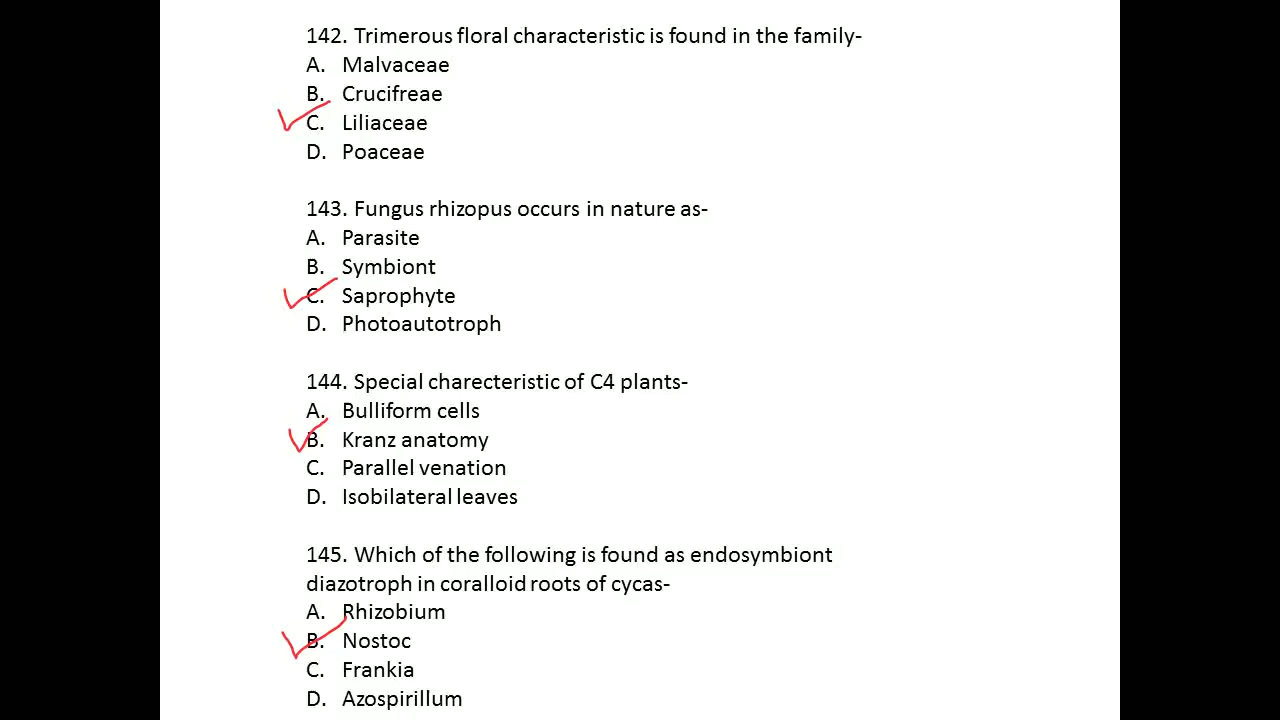 142. Trimerous floral characteristic is found in the family-
A. Malvaceae
B. Crucifreae
C. Liliaceae
D. Poaceae
143. Fungus rhizopus occurs in nature as-
A. Parasite
B. Symbiont
C. Saprophyte
D. Photoautotroph
144. Special charecteristic of C4 plants-
A. Bulliform cells
B. Kranz anatomy
C. Parallel venation
D. Isobilateral leaves
145. Which of the following is found as endosymbiont
diazotroph in coralloid roots of cycas-
A. Rhizobium
B. Nostoc
C. Frankia
D. Azospirillum